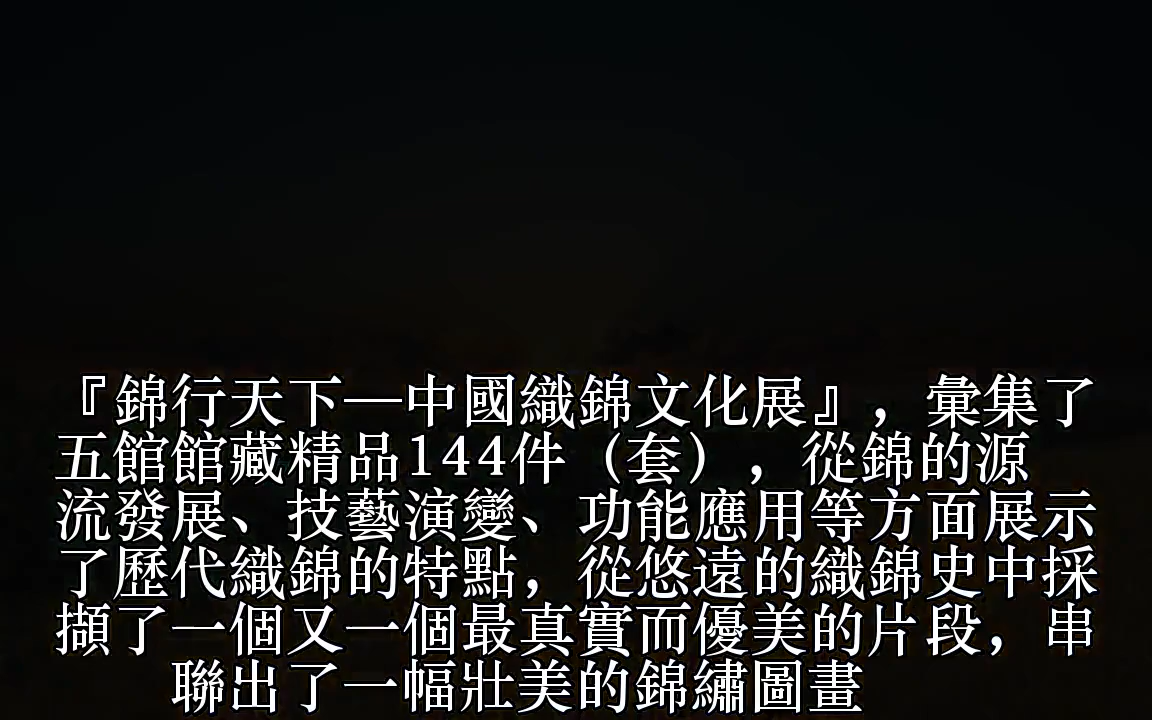 『錦行天下—中國織錦文化展』，彙集了
五館館藏精品144件（套），從錦的源
流發展、技藝演變、功能應用等方面展示
了歷代織錦的特點，從悠遠的織錦史中採
擷了一個又一個最真實而優美的片段，串
聯出了一幅壯美的錦繡圖畫